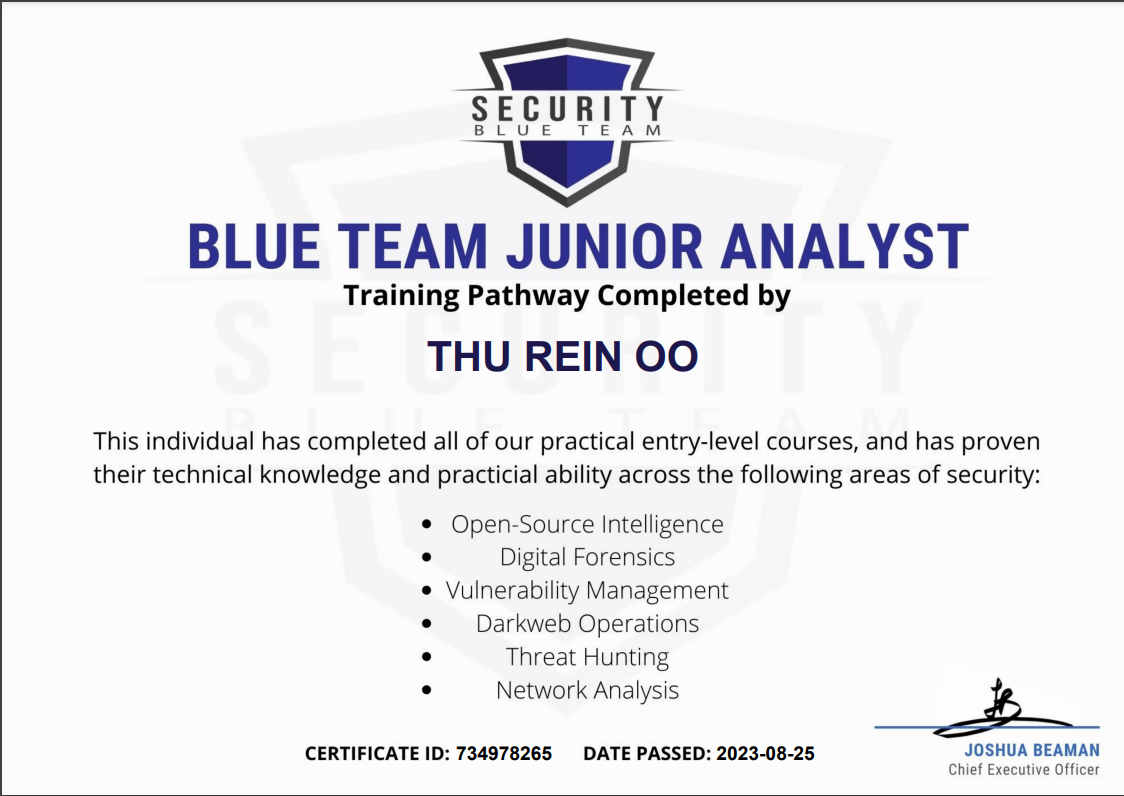 SECURITY
BLUE TEAM
BLUE TEAM JUNIOR ANALYST
Training Pathway Completed by
THU REIN OO
This individual has completed all of our practical entry-level courses, and has proven
their technical knowledge and practicial ability across the following areas of security:
• Open-Source Intelligence
• Digital Forensics
• Vulnerability Management
• Darkweb Operations
• Threat Hunting
• Network Analysis
CERTIFICATE ID: 734978265 DATE PASSED: 2023-08-25
JOSHUA BEAMAN
Chief Executive Officer
SECURITY
BLUE TEAM